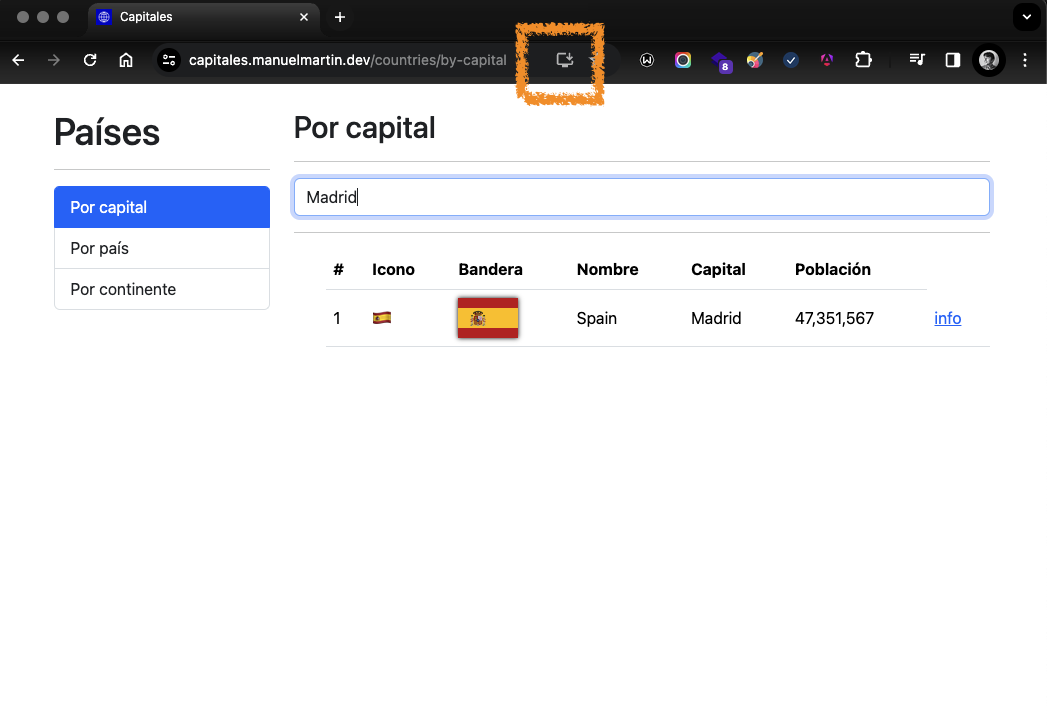 Capitales
capitales.manuelmartin.dev/countries/by-capital
8
Países
Por capital
Por país
Por continente
Por capital
Madrid
# Icono Bandera Nombre Capital Población
1 Spain Madrid 47,351,567 info